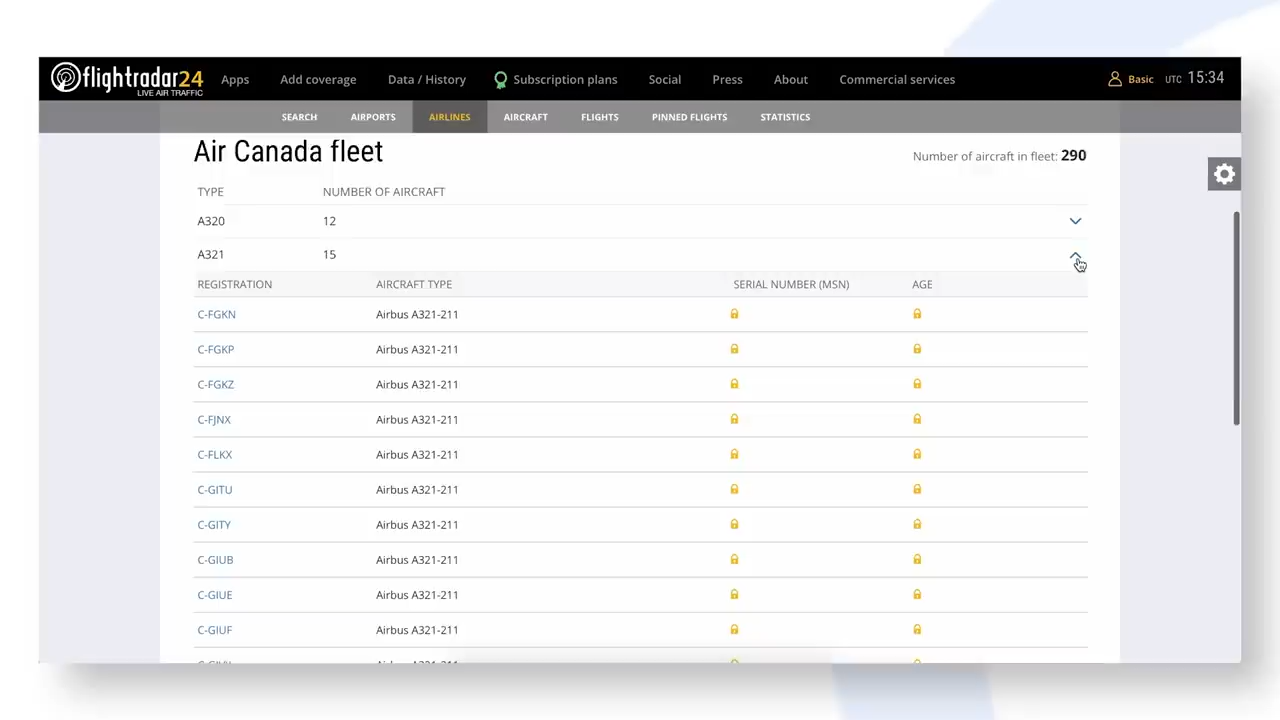 flightradar24 Apps Add coverage Data / History Subscription plans Social Press About Commercial services Basic UTC 15:34
LIVE AIR TRAFFIC
SEARCH AIRPORTS AIRLINES AIRCRAFT FLIGHTS PINNED FLIGHTS STATISTICS
Air Canada fleet Number of aircraft in fleet: 290
TYPE NUMBER OF AIRCRAFT
A320 12
A321 15
REGISTRATION AIRCRAFT TYPE SERIAL NUMBER (MSN) AGE
C-FGKN Airbus A321-211
C-FGKP Airbus A321-211
C-FGKZ Airbus A321-211
C-FJNX Airbus A321-211
C-FLKX Airbus A321-211
C-GITU Airbus A321-211
C-GITY Airbus A321-211
C-GIUB Airbus A321-211
C-GIUE Airbus A321-211
C-GIUF Airbus A321-211